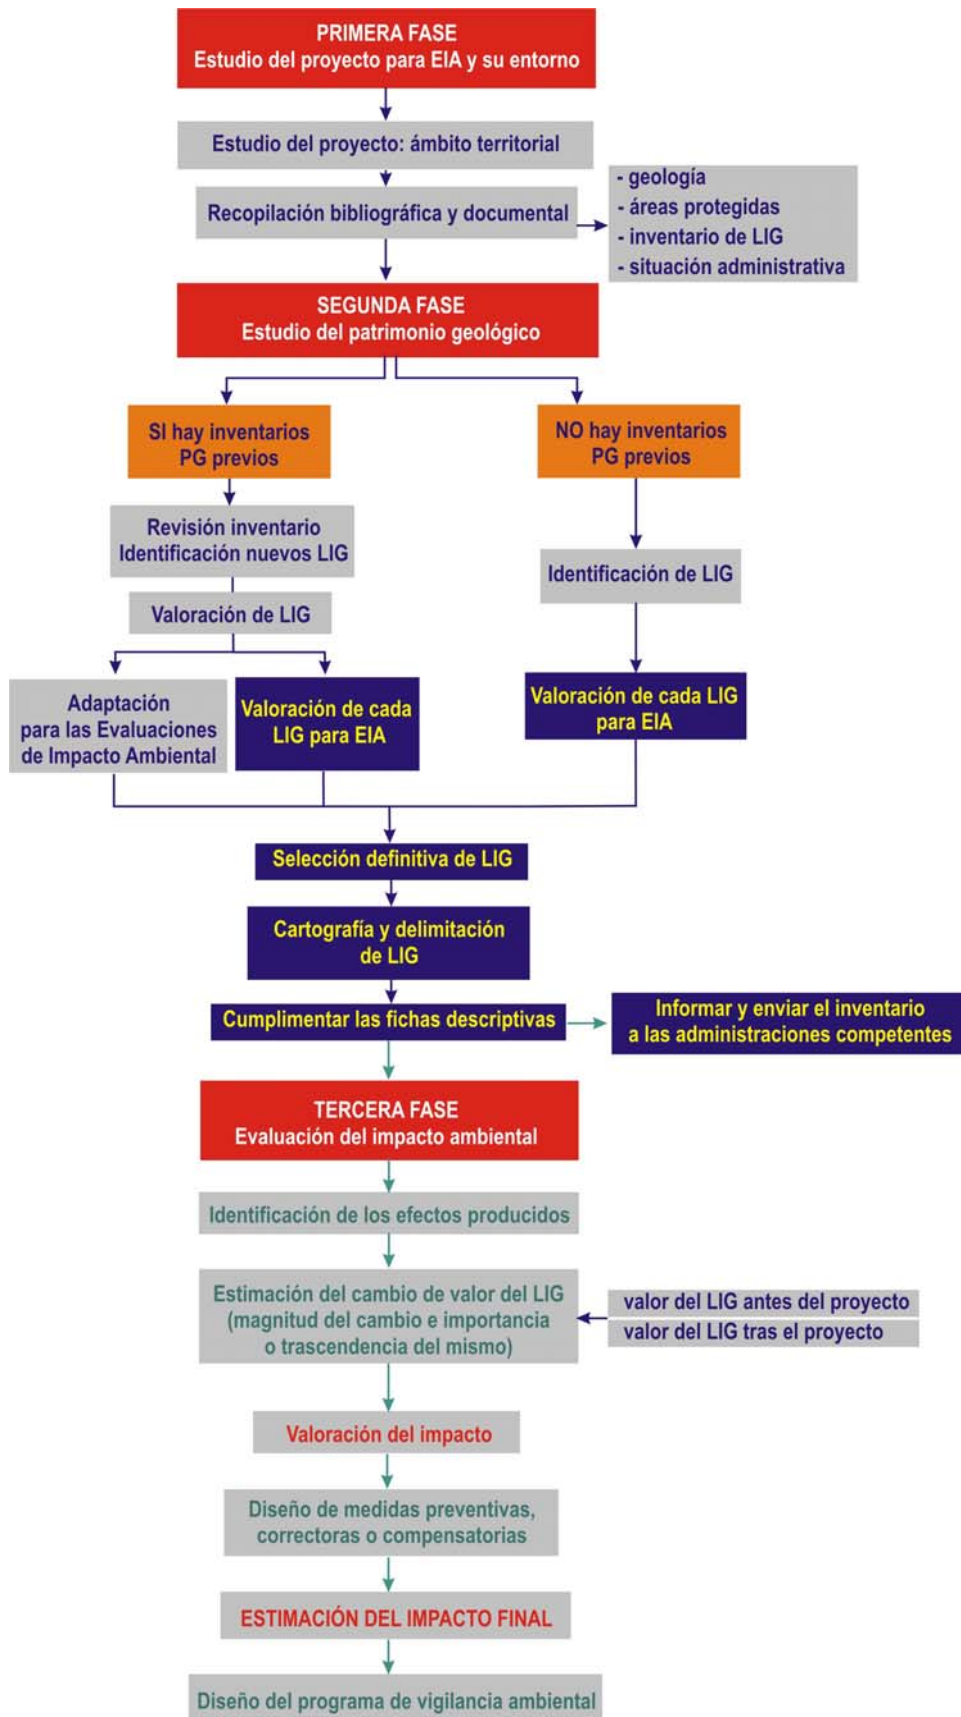 PRIMERA FASE
Estudio del proyecto para EIA y su entorno
Estudio del proyecto: ámbito territorial
Recopilación bibliográfica y documental
- geología
- áreas protegidas
- inventario de LIG
- situación administrativa
SEGUNDA FASE
Estudio del patrimonio geológico
SI hay inventarios
PG previos
NO hay inventarios
PG previos
Revisión inventario
Identificación nuevos LIG
Identificación de LIG
Valoración de LIG
Adaptación
para las Evaluaciones
de Impacto Ambiental
Valoración de cada
LIG para EIA
Valoración de cada LIG
para EIA
Selección definitiva de LIG
Cartografía y delimitación
de LIG
Cumplimentar las fichas descriptivas
Informar y enviar el inventario
a las administraciones competentes
TERCERA FASE
Evaluación del impacto ambiental
Identificación de los efectos producidos
Estimación del cambio de valor del LIG
(magnitud del cambio e importancia
o trascendencia del mismo)
valor del LIG antes del proyecto
valor del LIG tras el proyecto
Valoración del impacto
Diseño de medidas preventivas,
correctoras o compensatorias
ESTIMACIÓN DEL IMPACTO FINAL
Diseño del programa de vigilancia ambiental